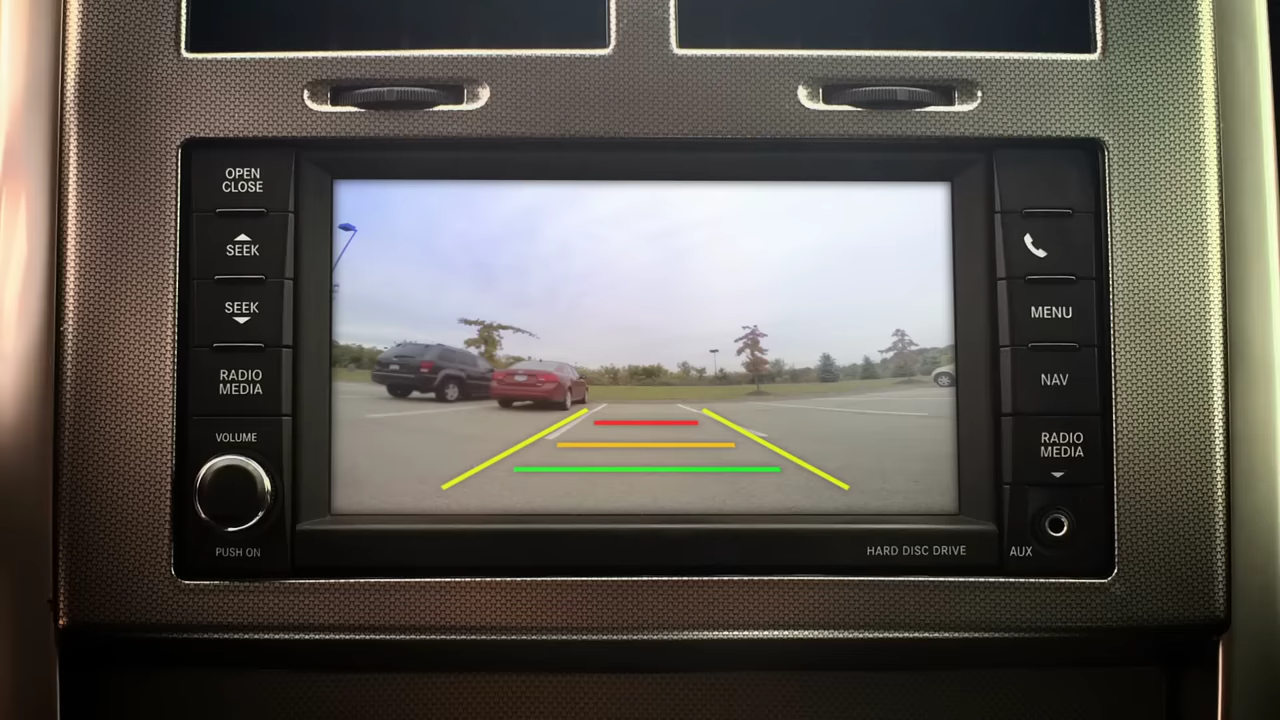 OPEN
CLOSE
SEEK
SEEK
RADIO
MEDIA
VOLUME
PUSH ON
MENU
NAV
RADIO
MEDIA
AUX
HARD DISC DRIVE